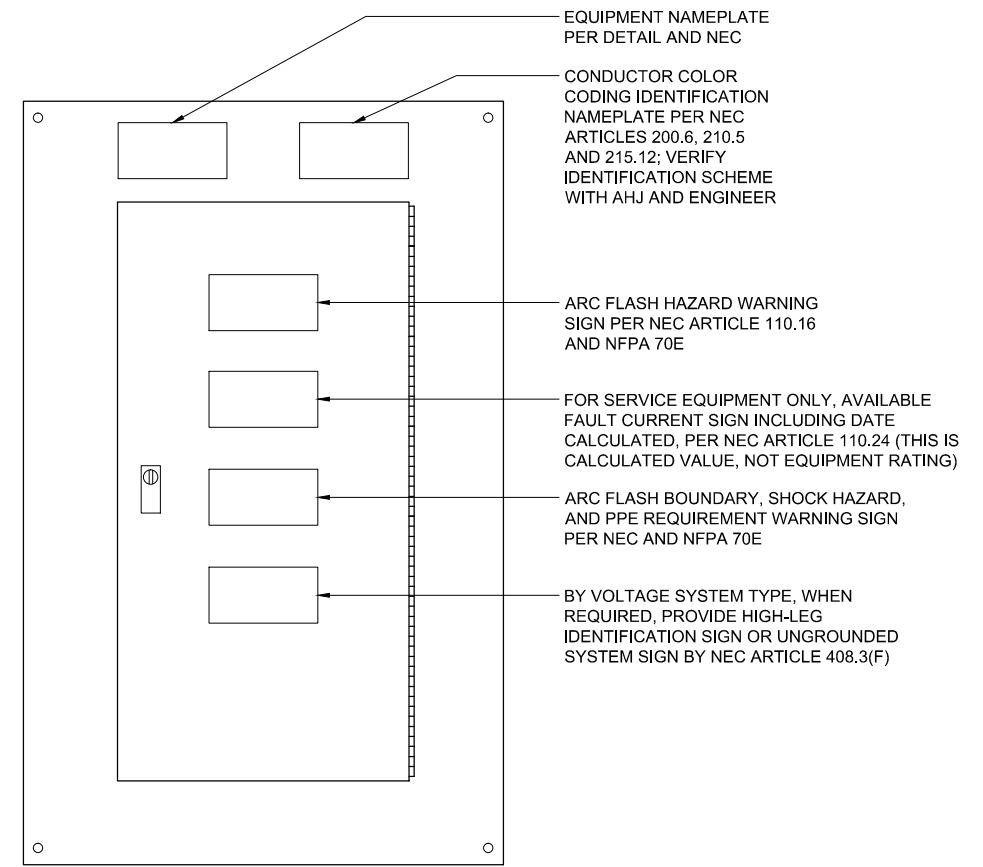 EQUIPMENT NAMEPLATE
PER DETAIL AND NEC
CONDUCTOR COLOR
CODING IDENTIFICATION
NAMEPLATE PER NEC
ARTICLES 200.6, 210.5
AND 215.12; VERIFY
IDENTIFICATION SCHEME
WITH AHJ AND ENGINEER
ARC FLASH HAZARD WARNING
SIGN PER NEC ARTICLE 110.16
AND NFPA 70E
FOR SERVICE EQUIPMENT ONLY, AVAILABLE
FAULT CURRENT SIGN INCLUDING DATE
CALCULATED, PER NEC ARTICLE 110.24 (THIS IS
CALCULATED VALUE, NOT EQUIPMENT RATING)
ARC FLASH BOUNDARY, SHOCK HAZARD,
AND PPE REQUIREMENT WARNING SIGN
PER NEC AND NFPA 70E
BY VOLTAGE SYSTEM TYPE, WHEN
REQUIRED, PROVIDE HIGH-LEG
IDENTIFICATION SIGN OR UNGROUNDED
SYSTEM SIGN BY NEC ARTICLE 408.3(F)